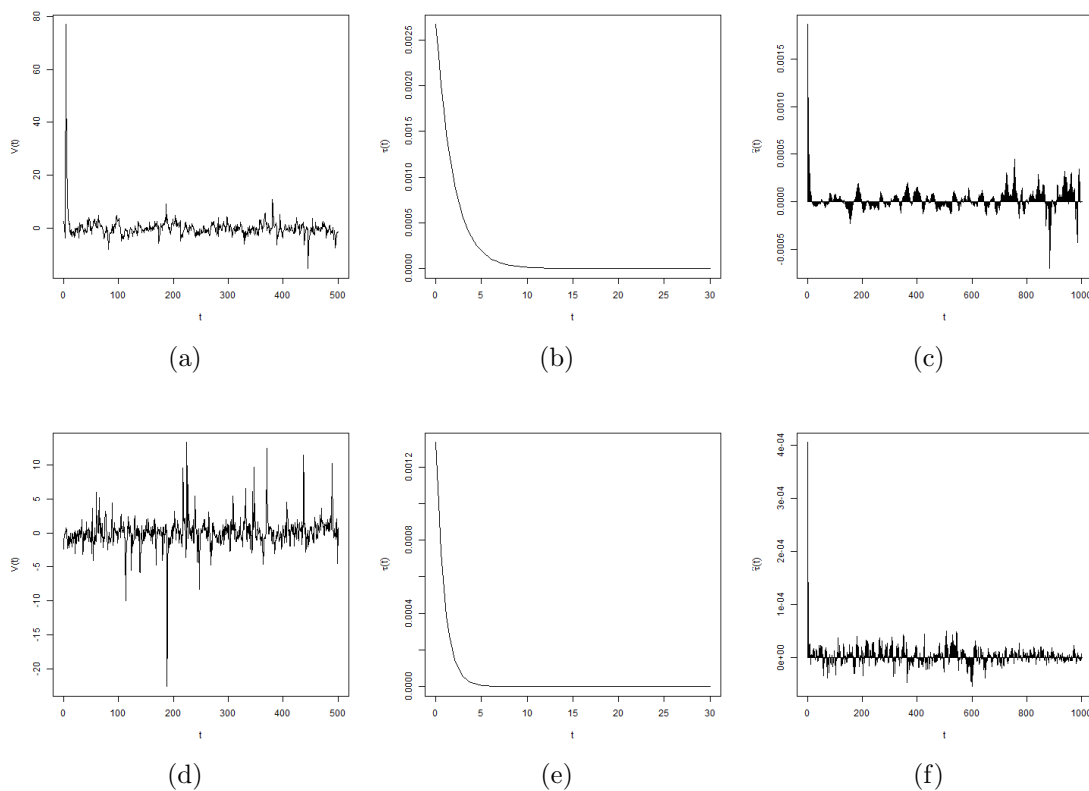 V(t)
80
60
40
20
0
0 100 200 300 400 500
t
(a)
τ(t)
0.0025
0.0020
0.0015
0.0010
0.0005
0.0000
0 5 10 15 20 25 30
t
(b)
τ̂(t)
0.0015
0.0010
0.0005
0.0000
-0.0005
0 200 400 600 800 1000
t
(c)
V(t)
10
5
0
-5
-10
-15
-20
0 100 200 300 400 500
t
(d)
τ(t)
0.0012
0.0008
0.0004
0.0000
0 5 10 15 20 25 30
t
(e)
τ̂(t)
4e-04
3e-04
2e-04
1e-04
0e+00
0 200 400 600 800 1000
t
(f)